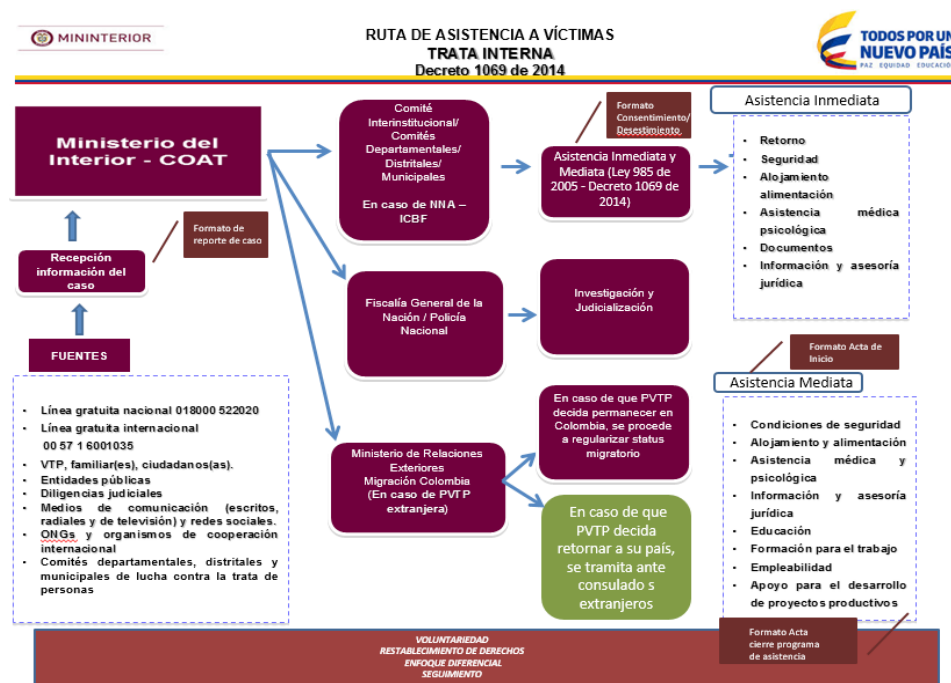 MININTERIOR
RUTA DE ASISTENCIA A VÍCTIMAS
TRATA INTERNA
Decreto 1069 de 2014
TODOS POR UN
NUEVO PAÍS
PAZ EQUIDAD EDUCACIÓ
Ministerio del
Interior - COAT
Formato de
reporte de caso
Recepción
información del
caso
FUENTES
• Línea gratuita nacional 018000 522020
• Línea gratuita internacional
00 57 1 6001035
• VTP, familiar(es), ciudadanos(as).
• Entidades públicas
• Diligencias judiciales
• Medios de comunicación (escritos,
radiales y de televisión) y redes sociales.
• ONGs y organismos de cooperación
internacional
• Comités departamentales, distritales y
municipales de lucha contra la trata de
personas
Comité
Interinstitucional/
Comités
Departamentales/
Distritales/
Municipales
En caso de NNA –
ICBF
Formato
Consentimiento/
Desestimiento.
Asistencia Inmediata y
Mediata (Ley 985 de
2005 - Decreto 1069 de
2014)
Asistencia Inmediata
• Retorno
• Seguridad
• Alojamiento
alimentación
• Asistencia médica
psicológica
• Documentos
• Información y asesoría
jurídica
Fiscalía General de la
Nación / Policía
Nacional
Investigación y
Judicialización
Ministerio de Relaciones
Exteriores
Migración Colombia
(En caso de PVTP
extranjera)
En caso de que PVTP
decida permanecer en
Colombia, se procede
a regularizar status
migratorio
En caso de que
PVTP decida
retornar a su país,
se tramita ante
consulado s
extranjeros
Formato Acta de
Inicio
Asistencia Mediata
• Condiciones de seguridad
• Alojamiento y alimentación
• Asistencia médica y
psicológica
• Información y asesoría
jurídica
• Educación
• Formación para el trabajo
• Empleabilidad
• Apoyo para el desarrollo
de proyectos productivos
Formato Acta
cierre programa
de asistencia
VOLUNTARIEDAD
RESTABLECIMIENTO DE DERECHOS
ENFOQUE DIFERENCIAL
SEGUIMIENTO